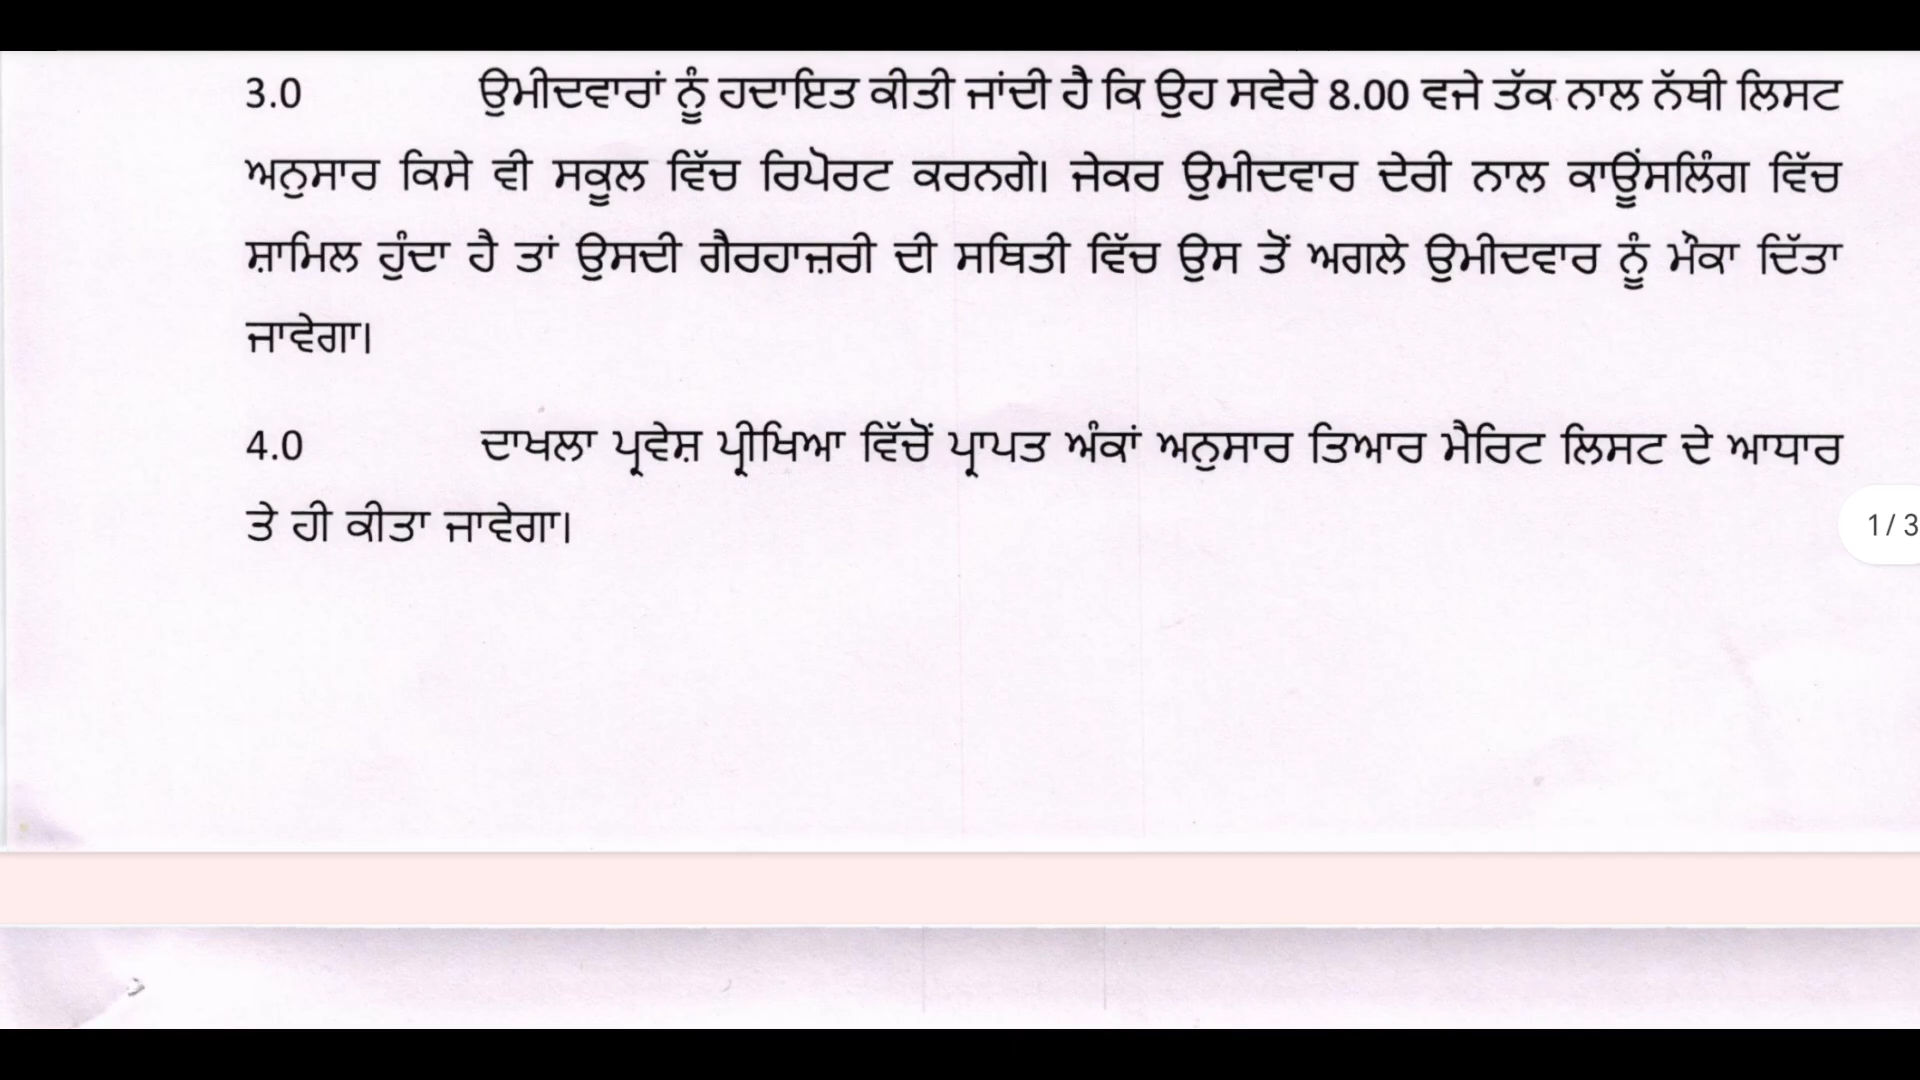 3.0 ਉਮੀਦਵਾਰਾਂ ਨੂੰ ਹਦਾਇਤ ਕੀਤੀ ਜਾਂਦੀ ਹੈ ਕਿ ਉਹ ਸਵੇਰੇ 8.00 ਵਜੇ ਤੱਕ ਨਾਲ ਨੱਥੀ ਲਿਸਟ
ਅਨੁਸਾਰ ਕਿਸੇ ਵੀ ਸਕੂਲ ਵਿੱਚ ਰਿਪੋਰਟ ਕਰਨਗੇ। ਜੇਕਰ ਉਮੀਦਵਾਰ ਦੇਰੀ ਨਾਲ ਕਾਊਂਸਲਿੰਗ ਵਿੱਚ
ਸ਼ਾਮਿਲ ਹੁੰਦਾ ਹੈ ਤਾਂ ਉਸਦੀ ਗੈਰਹਾਜ਼ਰੀ ਦੀ ਸਥਿਤੀ ਵਿੱਚ ਉਸ ਤੋਂ ਅਗਲੇ ਉਮੀਦਵਾਰ ਨੂੰ ਮੌਕਾ ਦਿੱਤਾ
ਜਾਵੇਗਾ।
4.0 ਦਾਖਲਾ ਪ੍ਰਵੇਸ਼ ਪ੍ਰੀਖਿਆ ਵਿੱਚੋਂ ਪ੍ਰਾਪਤ ਅੰਕਾਂ ਅਨੁਸਾਰ ਤਿਆਰ ਮੈਰਿਟ ਲਿਸਟ ਦੇ ਆਧਾਰ
ਤੇ ਹੀ ਕੀਤਾ ਜਾਵੇਗਾ।
1/3